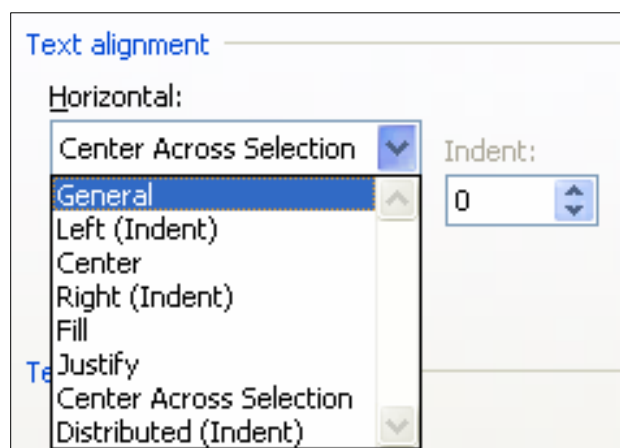 Text alignment
Horizontal:
Center Across Selection
Indent:
0
General
Left (Indent)
Center
Right (Indent)
Fill
Justify
Te
Center Across Selection
Distributed (Indent)